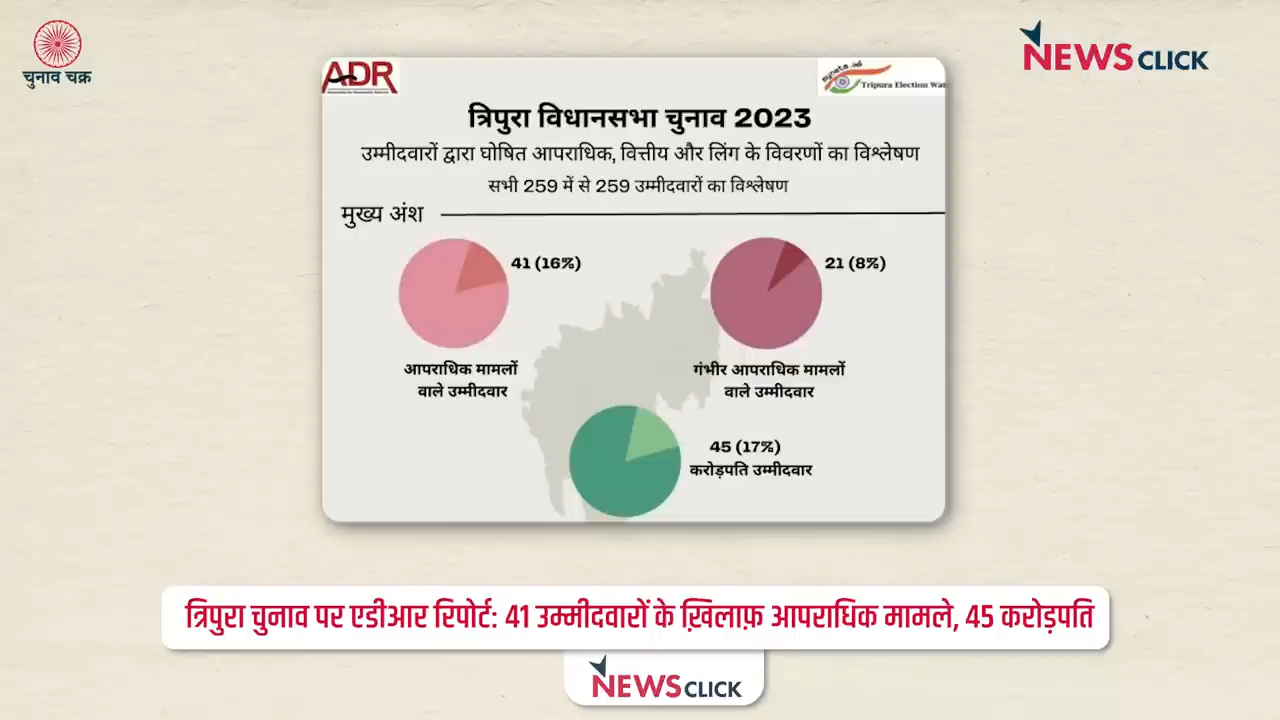 चुनाव चक्र
NEWS CLICK
ADR
Tripura Election Wat
त्रिपुरा विधानसभा चुनाव 2023
उम्मीदवारों द्वारा घोषित आपराधिक, वित्तीय और लिंग के विवरणों का विश्लेषण
सभी 259 में से 259 उम्मीदवारों का विश्लेषण
मुख्य अंश
41 (16%)
आपराधिक मामलों
वाले उम्मीदवार
21 (8%)
गंभीर आपराधिक मामलों
वाले उम्मीदवार
45 (17%)
करोड़पति उम्मीदवार
त्रिपुरा चुनाव पर एडीआर रिपोर्ट: 41 उम्मीदवारों के ख़िलाफ़ आपराधिक मामले, 45 करोड़पति
NEWS CLICK